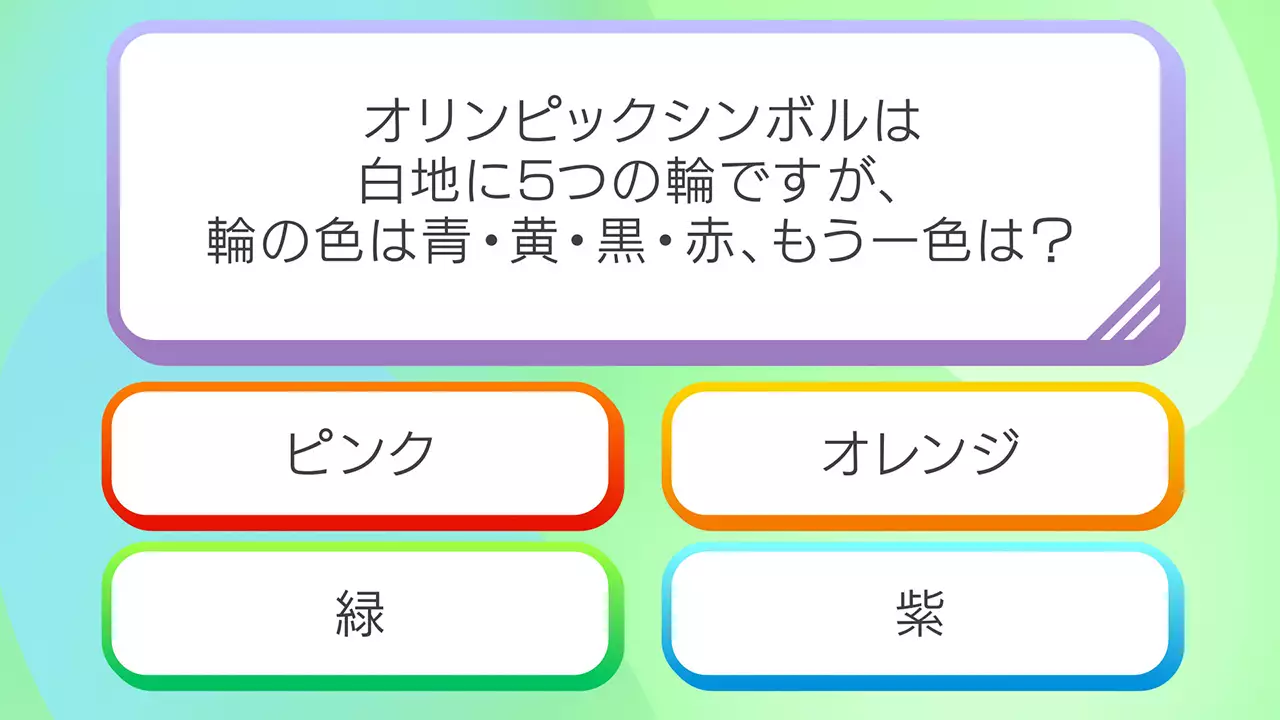 オリンピックシンボルは
白地に5つの輪ですが、
輪の色は青・黄・黒・赤、もう一色は？
ピンク
オレンジ
緑
紫